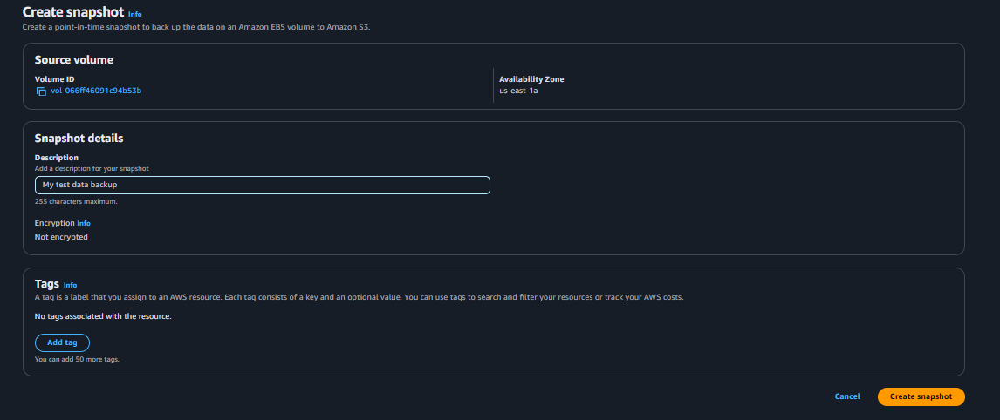 Create snapshot Info
Create a point-in-time snapshot to back up the data on an Amazon EBS volume to Amazon S3.
Source volume
Volume ID
vol-066ff46091c94b53b
Availability Zone
us-east-1a
Snapshot details
Description
Add a description for your snapshot
My test data backup
255 characters maximum.
Encryption Info
Not encrypted
Tags Info
A tag is a label that you assign to an AWS resource. Each tag consists of a key and an optional value. You can use tags to search and filter your resources or track your AWS costs.
No tags associated with the resource.
Add tag
You can add 50 more tags.
Cancel
Create snapshot